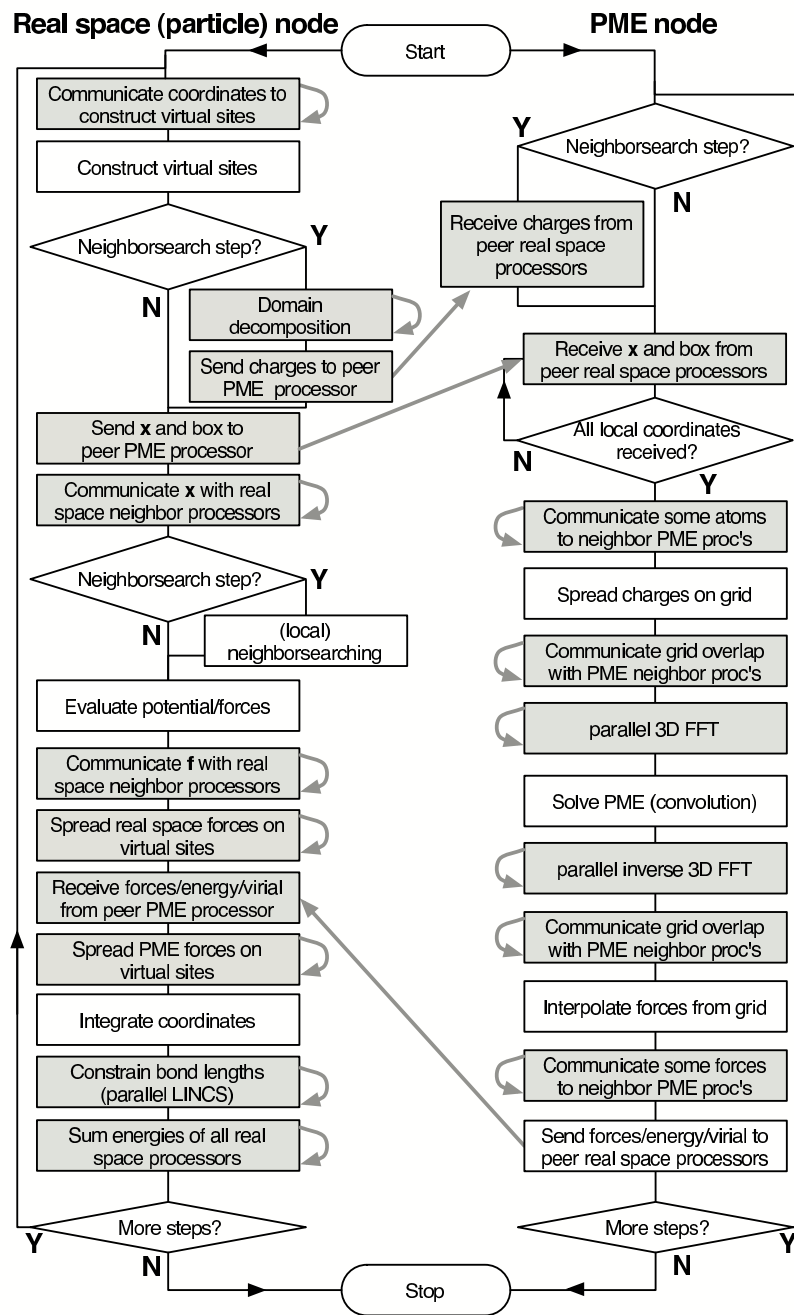 Real space (particle) node
PME node
Start
Communicate coordinates to
construct virtual sites
Construct virtual sites
Neighborsearch step?
Y
N
Domain
decomposition
Send charges to peer
PME processor
Send x and box to
peer PME processor
Communicate x with real
space neighbor processors
Neighborsearch step?
Y
N
(local)
neighborsearching
Evaluate potential/forces
Communicate f with real
space neighbor processors
Spread real space forces on
virtual sites
Receive forces/energy/virial
from peer PME processor
Spread PME forces on
virtual sites
Integrate coordinates
Constrain bond lengths
(parallel LINCS)
Sum energies of all real
space processors
More steps?
Y
N
Y
Neighborsearch step?
N
Receive charges from
peer real space
processors
Receive x and box from
peer real space processors
All local coordinates
received?
N
Y
Communicate some atoms
to neighbor PME proc's
Spread charges on grid
Communicate grid overlap
with PME neighbor proc's
parallel 3D FFT
Solve PME (convolution)
parallel inverse 3D FFT
Communicate grid overlap
with PME neighbor proc's
Interpolate forces from grid
Communicate some forces
to neighbor PME proc's
Send forces/energy/virial to
peer real space processors
More steps?
Y
N
Stop